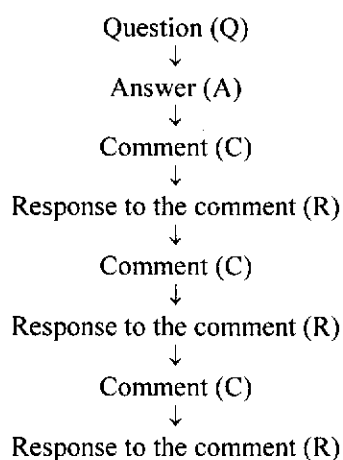 Question (Q)
↓
Answer (A)
↓
Comment (C)
↓
Response to the comment (R)
↓
Comment (C)
↓
Response to the comment (R)
↓
Comment (C)
↓
Response to the comment (R)